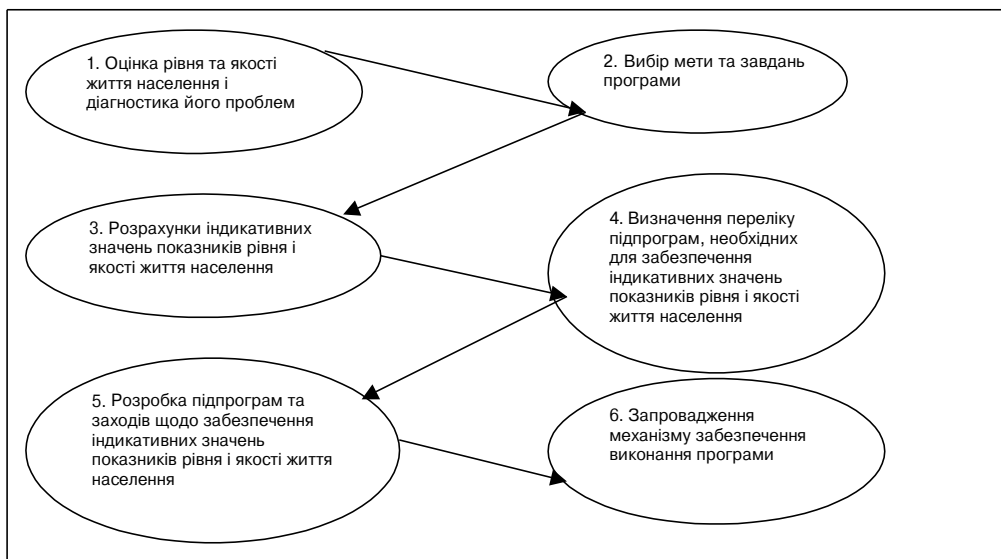 1. Оцінка рівня та якості
життя населення і
діагностика його проблем
2. Вибір мети та завдань
програми
3. Розрахунки індикативних
значень показників рівня і
якості життя населення
4. Визначення переліку
підпрограм, необхідних
для забезпечення
індикативних значень
показників рівня і якості
життя населення
5. Розробка підпрограм та
заходів щодо забезпечення
індикативних значень
показників рівня і якості життя
населення
6. Запровадження
механізму забезпечення
виконання програми